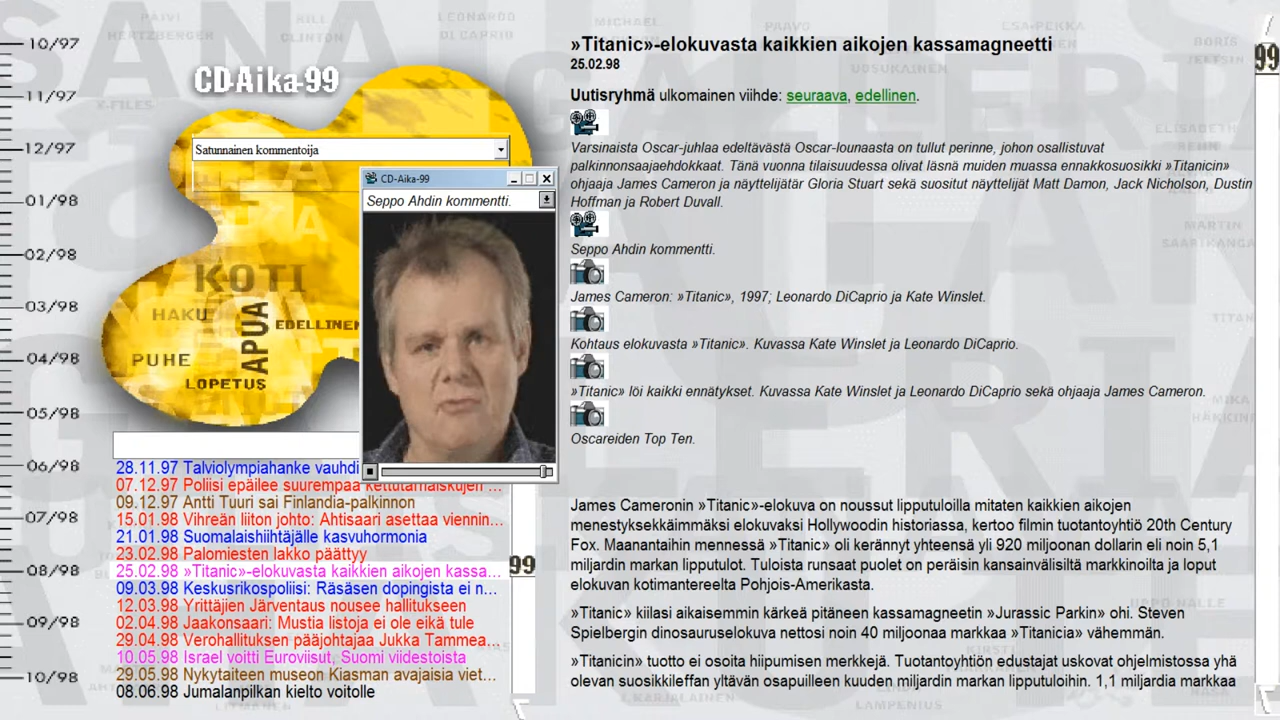 10/97
11/97
12/97
01/98
02/98
03/98
04/98
05/98
06/98
07/98
08/98
09/98
10/98
CD-Aika-99
Satunnainen kommentoija
KOTI
HAKU
APUA
EDELLINEN
PUHE
LOPETUS
CD-Aika-99
Seppo Ahdin kommentti.
28.11.97 Talviolympiahanke vauhdi
07.12.97 Poliisi epäilee suurempaa kettutarhaiskujen ...
09.12.97 Antti Tuuri sai Finlandia-palkinnon
15.01.98 Vihreän liiton johto: Ahtisaari asettaa viennin...
21.01.98 Suomalaishiihtäjälle kasvuhormonia
23.02.98 Palomiesten lakko päättyy
25.02.98 »Titanic»-elokuvasta kaikkien aikojen kassa...
09.03.98 Keskusrikospoliisi: Räsäsen dopingista ei n...
12.03.98 Yrittäjien Järventaus nousee hallitukseen
02.04.98 Jaakonsaari: Mustia listoja ei ole eikä tule
29.04.98 Verohallituksen pääjohtajaa Jukka Tammea...
10.05.98 Israel voitti Euroviisut, Suomi viidestoista
29.05.98 Nykytaiteen museon Kiasman avajaisia viet...
08.06.98 Jumalanpilkan kielto voitolle
99
»Titanic»-elokuvasta kaikkien aikojen kassamagneetti
25.02.98
Uutisryhmä ulkomainen viihde: seuraava, edellinen.
Varsinaista Oscar-juhlaa edeltävästä Oscar-lounaasta on tullut perinne, johon osallistuvat
palkinnonsaajaehdokkaat. Tänä vuonna tilaisuudessa olivat läsnä muiden muassa ennakkosuosikki »Titanicin»
ohjaaja James Cameron ja näyttelijätär Gloria Stuart sekä suositut näyttelijät Matt Damon, Jack Nicholson, Dustin
Hoffman ja Robert Duvall.
Seppo Ahdin kommentti.
James Cameron: »Titanic», 1997; Leonardo DiCaprio ja Kate Winslet.
Kohtaus elokuvasta »Titanic». Kuvassa Kate Winslet ja Leonardo DiCaprio.
»Titanic» löi kaikki ennätykset. Kuvassa Kate Winslet ja Leonardo DiCaprio sekä ohjaaja James Cameron.
Oscareiden Top Ten.
James Cameronin »Titanic»-elokuva on noussut lipputuloilla mitaten kaikkien aikojen
menestyksekkäimmäksi elokuvaksi Hollywoodin historiassa, kertoo filmin tuotantoyhtiö 20th Century
Fox. Maanantaihin mennessä »Titanic» oli kerännyt yhteensä yli 920 miljoonan dollarin eli noin 5,1
miljardin markan lipputulot. Tuloista runsaat puolet on peräisin kansainvälisiltä markkinoilta ja loput
elokuvan kotimantereelta Pohjois-Amerikasta.
»Titanic» kiilasi aikaisemmin kärkeä pitäneen kassamagneetin »Jurassic Parkin» ohi. Steven
Spielbergin dinosauruselokuva nettosi noin 40 miljoonaa markkaa »Titanicia» vähemmän.
»Titanicin» tuotto ei osoita hiipumisen merkkejä. Tuotantoyhtiön edustajat uskovat ohjelmistossa yhä
olevan suosikkileffan yltävän osapuilleen kuuden miljardin markan lipputuloihin. 1,1 miljardia markkaa
99